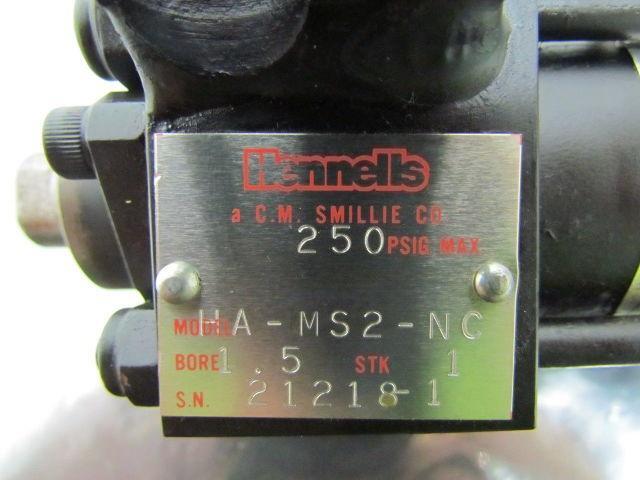 Hennells
a C.M. SMILLIE CO
250 PSIG MAX
MODEL HA-MS2-NC
BORE 1.5 STK 1
S.N. 21218-1